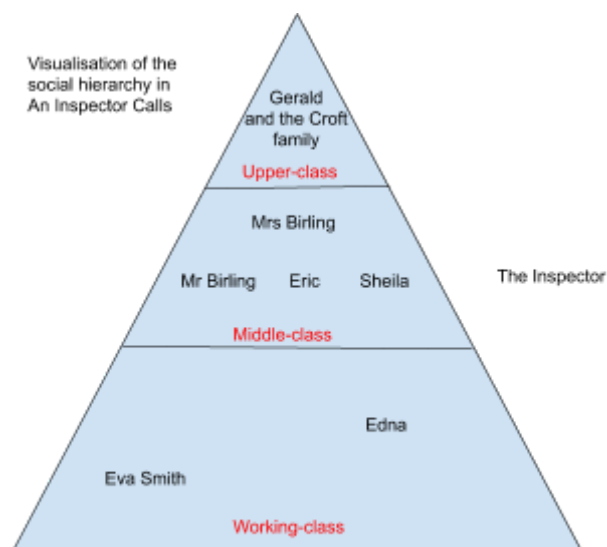 Visualisation of the
social hierarchy in
An Inspector Calls
Gerald
and the Croft
family
Upper-class
Mrs Birling
Mr Birling Eric Sheila
The Inspector
Middle-class
Edna
Eva Smith
Working-class